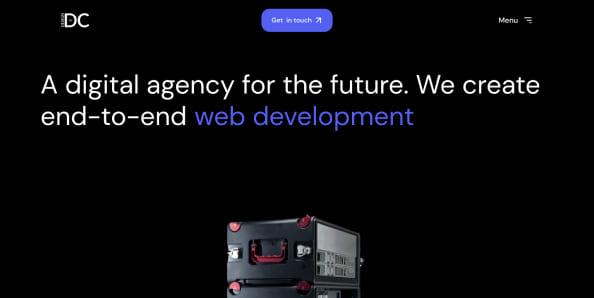 DC
Get in touch
Menu
A digital agency for the future. We create
end-to-end web development